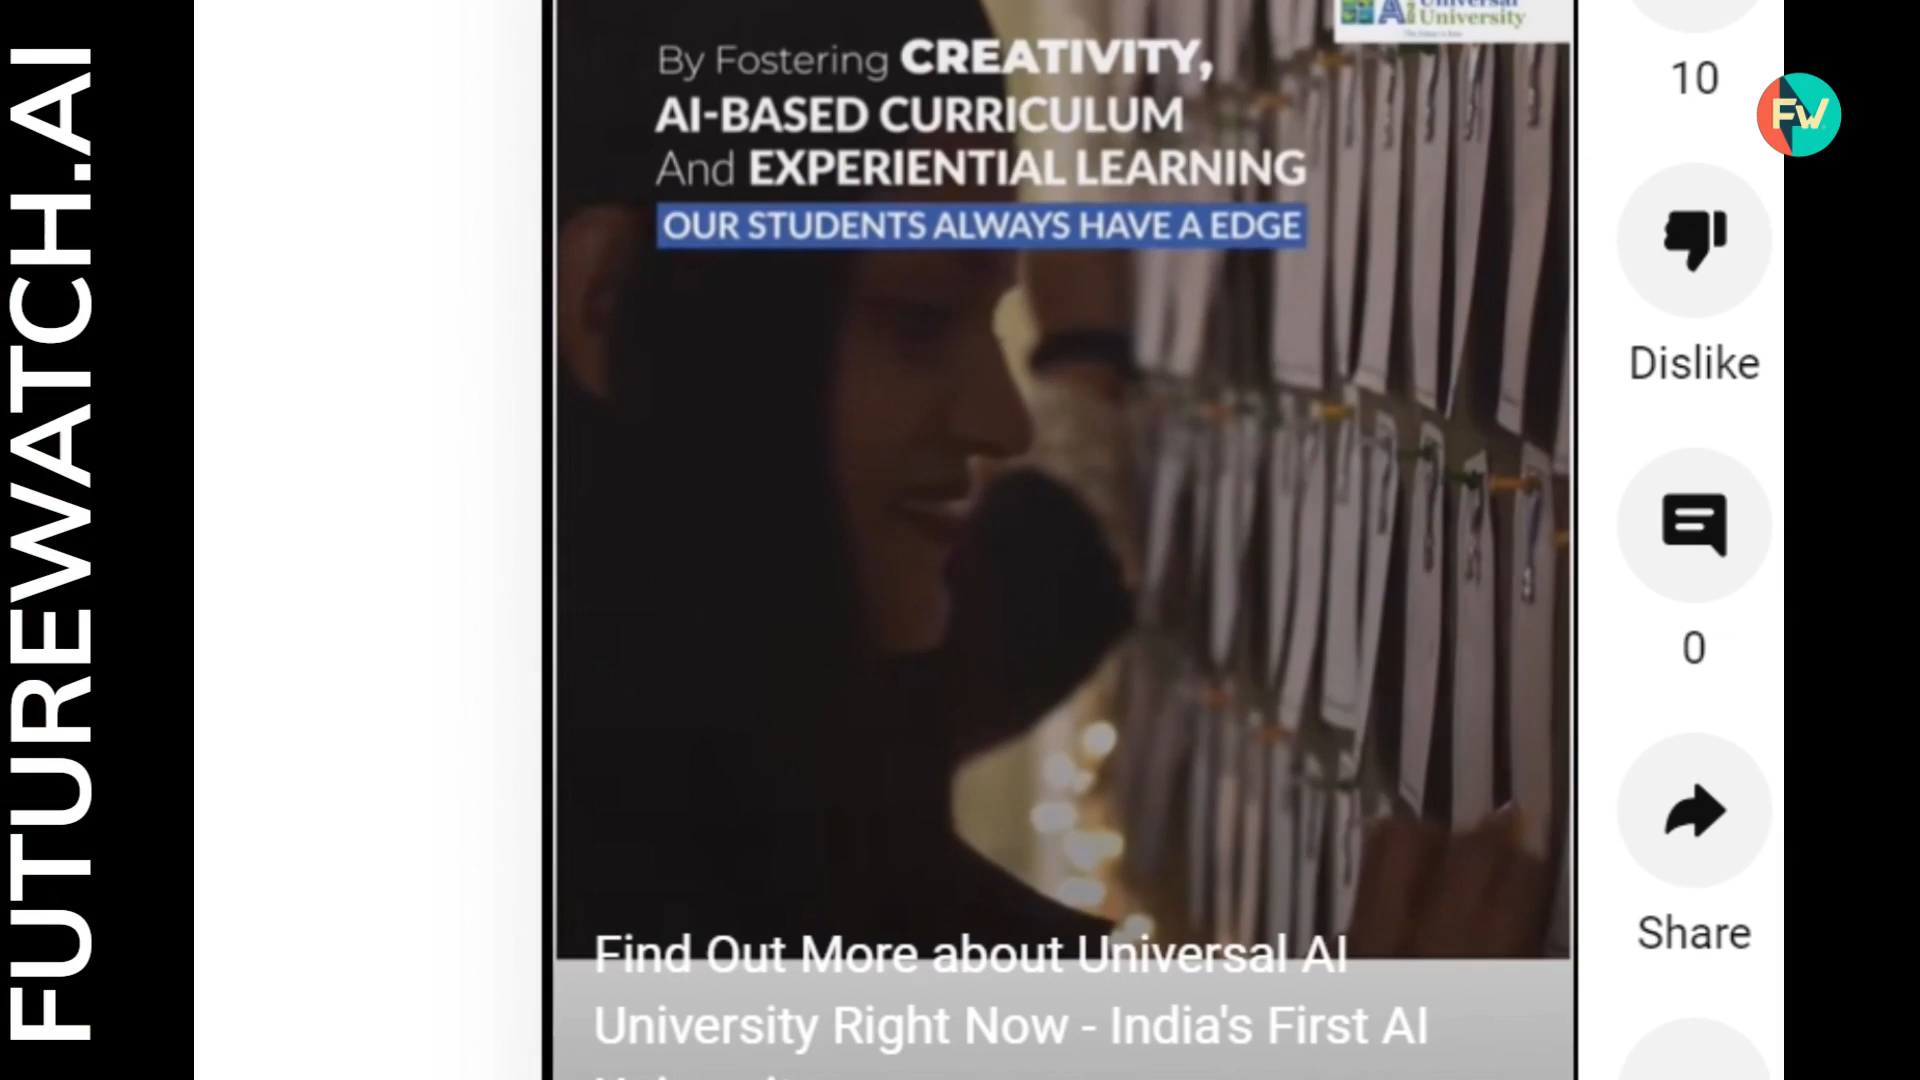 FUTUREWATCH.AI
Universal
University
By Fostering CREATIVITY,
AI-BASED CURRICULUM
And EXPERIENTIAL LEARNING
OUR STUDENTS ALWAYS HAVE A EDGE
10
FW
Dislike
0
Share
Find Out More about Universal AI
University Right Now - India's First AI